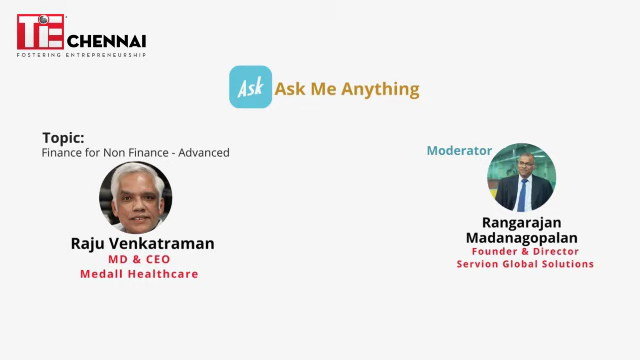 TiE
CHENNAI
FOSTERING ENTREPRENEURSHIP
Ask
Ask Me Anything
Topic:
Finance for Non Finance - Advanced
Raju Venkatraman
MD & CEO
Medall Healthcare
Moderator
Rangarajan
Madanagopalan
Founder & Director
Servion Global Solutions